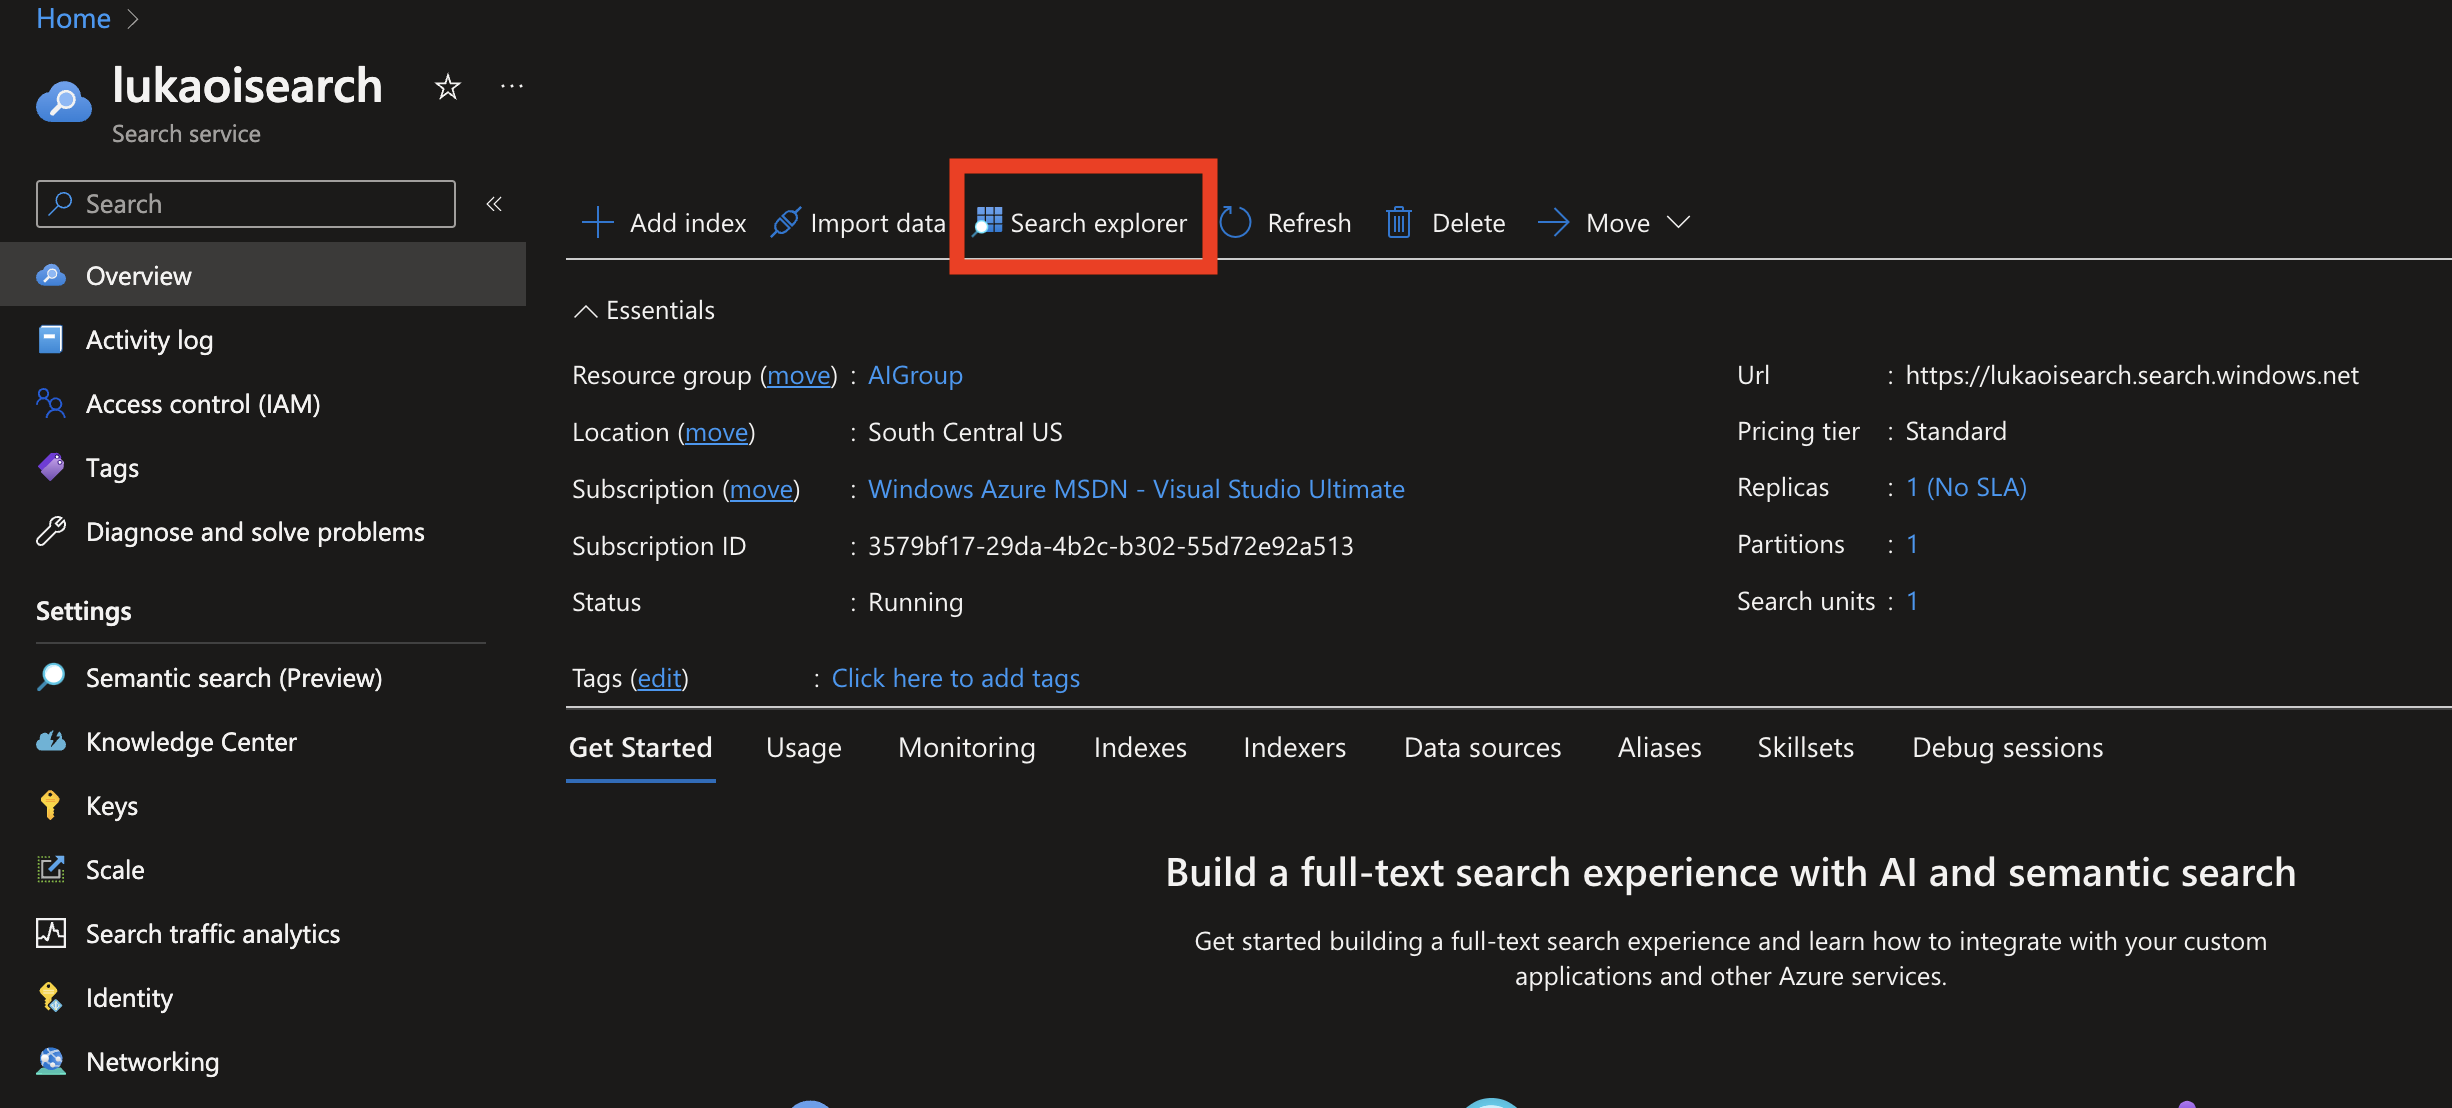 Home
lukaoisearch
Search service
Search
Overview
Activity log
Access control (IAM)
Tags
Diagnose and solve problems
Settings
Semantic search (Preview)
Knowledge Center
Keys
Scale
Search traffic analytics
Identity
Networking
Add index Import data Search explorer Refresh Delete Move
Essentials
Resource group (move) : AIGroup
Location (move) : South Central US
Subscription (move) : Windows Azure MSDN - Visual Studio Ultimate
Subscription ID : 3579bf17-29da-4b2c-b302-55d72e92a513
Status : Running
Url : https://lukaoisearch.search.windows.net
Pricing tier : Standard
Replicas : 1 (No SLA)
Partitions : 1
Search units : 1
Tags (edit) : Click here to add tags
Get Started Usage Monitoring Indexes Indexers Data sources Aliases Skillsets Debug sessions
Build a full-text search experience with AI and semantic search
Get started building a full-text search experience and learn how to integrate with your custom
applications and other Azure services.